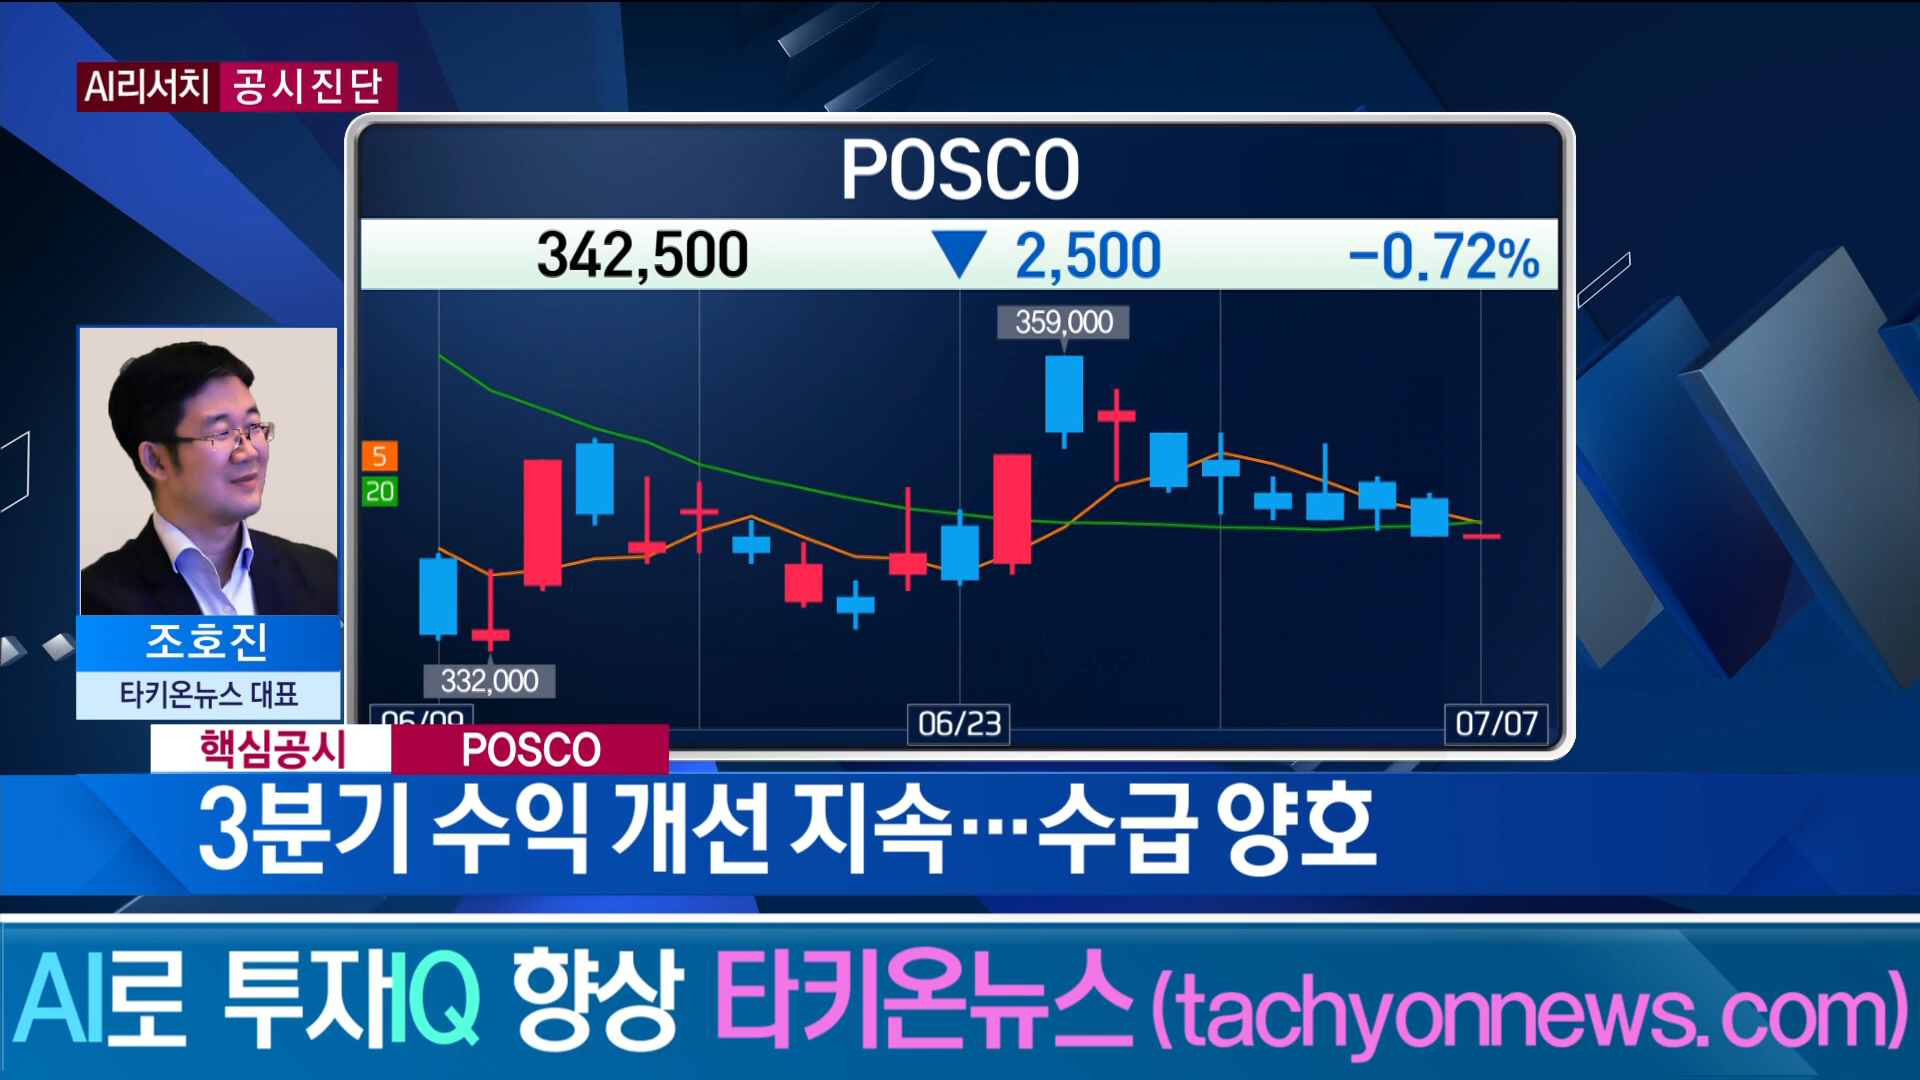 AI리서치 공시진단
POSCO
342,500 ▼ 2,500 -0.72%
359,000
5
20
332,000
06/09 06/23 07/07
조호진
타키온뉴스 대표
핵심공시 POSCO
3분기 수익 개선 지속…수급 양호
AI로 투자IQ 향상 타키온뉴스(tachyonnews.com)